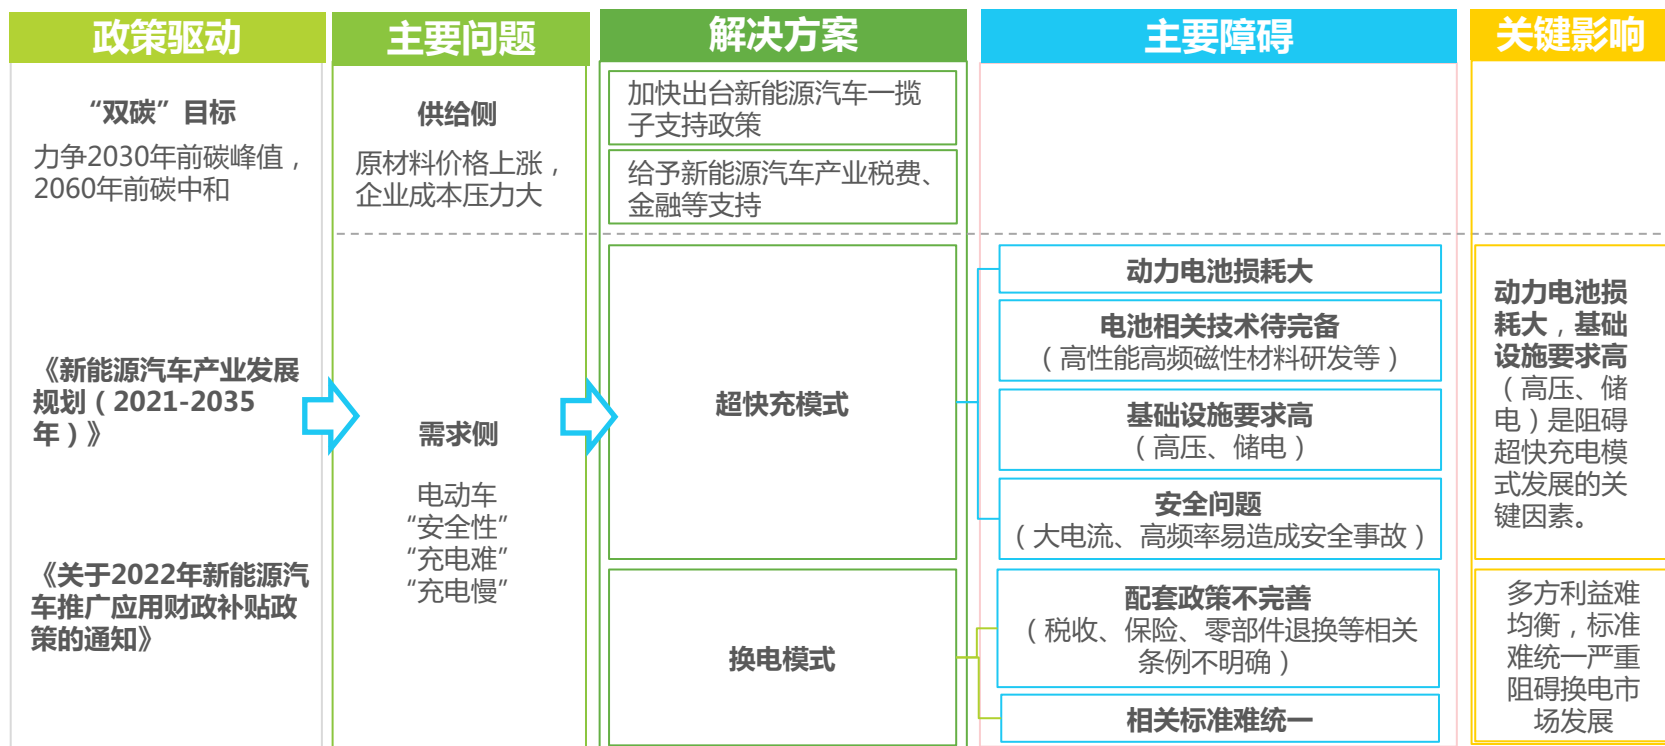 政策驱动
主要问题
解决方案
主要障碍
关键影响
“双碳”目标
力争2030年前碳峰值，
2060年前碳中和
《新能源汽车产业发展
规划（2021-2035
年）》
《关于2022年新能源汽
车推广应用财政补贴政
策的通知》
供给侧
原材料价格上涨，
企业成本压力大
需求侧
电动车
“安全性”
“充电难”
“充电慢”
加快出台新能源汽车一揽
子支持政策
给予新能源汽车产业税费、
金融等支持
超快充模式
换电模式
动力电池损耗大
电池相关技术待完备
（高性能高频磁性材料研发等）
基础设施要求高
（高压、储电）
安全问题
（大电流、高频率易造成安全事故）
配套政策不完善
（税收、保险、零部件退换等相关
条例不明确）
相关标准难统一
动力电池损
耗大，基础
设施要求高
（高压、储
电）是阻碍
超快充电模
式发展的关
键因素。
多方利益难
均衡，标准
难统一严重
阻碍换电市
场发展